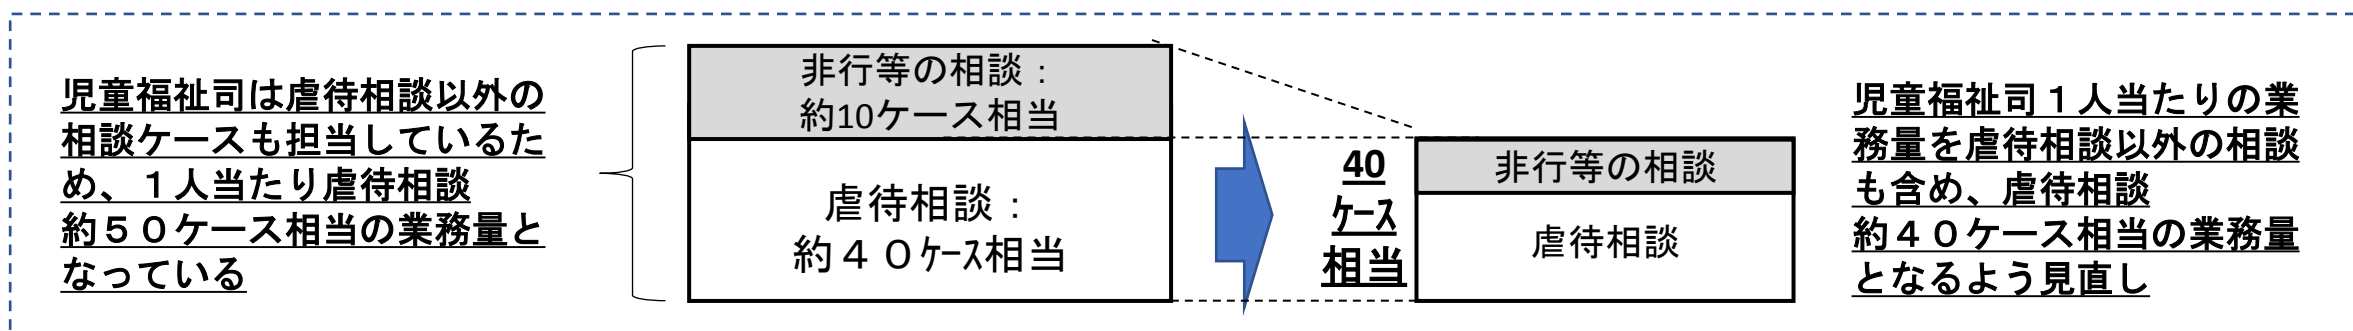 児童福祉司は虐待相談以外の
相談ケースも担当しているた
め、１人当たり虐待相談
約５０ケース相当の業務量と
なっている
非行等の相談：
約10ケース相当
虐待相談：
約４０ｹｰｽ相当
40
ｹｰｽ
相当
非行等の相談
虐待相談
児童福祉司１人当たりの業
務量を虐待相談以外の相談
も含め、虐待相談
約４０ケース相当の業務量
となるよう見直し